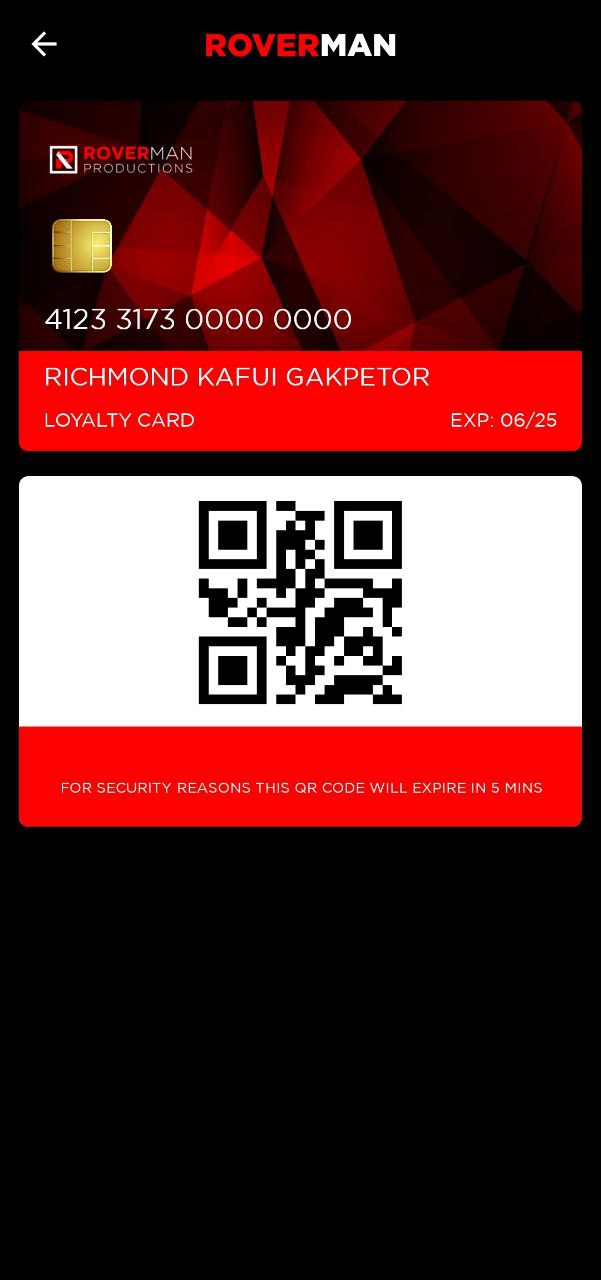 ROVERMAN
ROVERMAN
PRODUCTIONS
4123 3173 0000 0000
RICHMOND KAFUI GAKPETOR
LOYALTY CARD EXP: 06/25
FOR SECURITY REASONS THIS QR CODE WILL EXPIRE IN 5 MINS